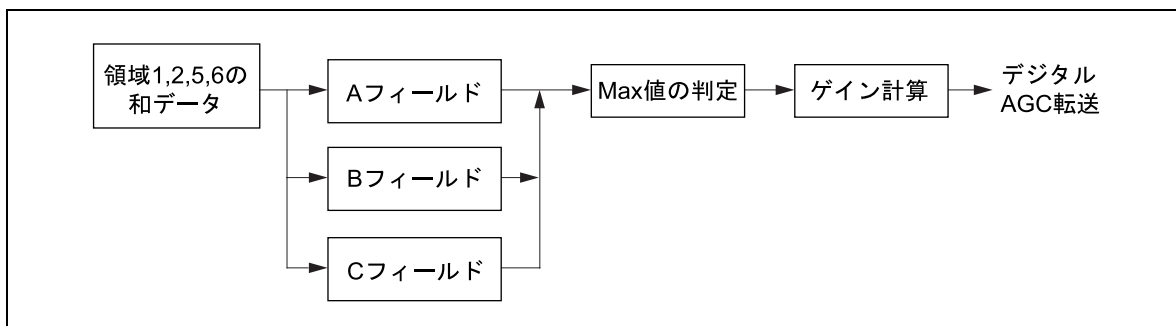 領域1,2,5,6の
和データ
Aフィールド
Bフィールド
Cフィールド
Max値の判定
ゲイン計算
デジタル
AGC転送